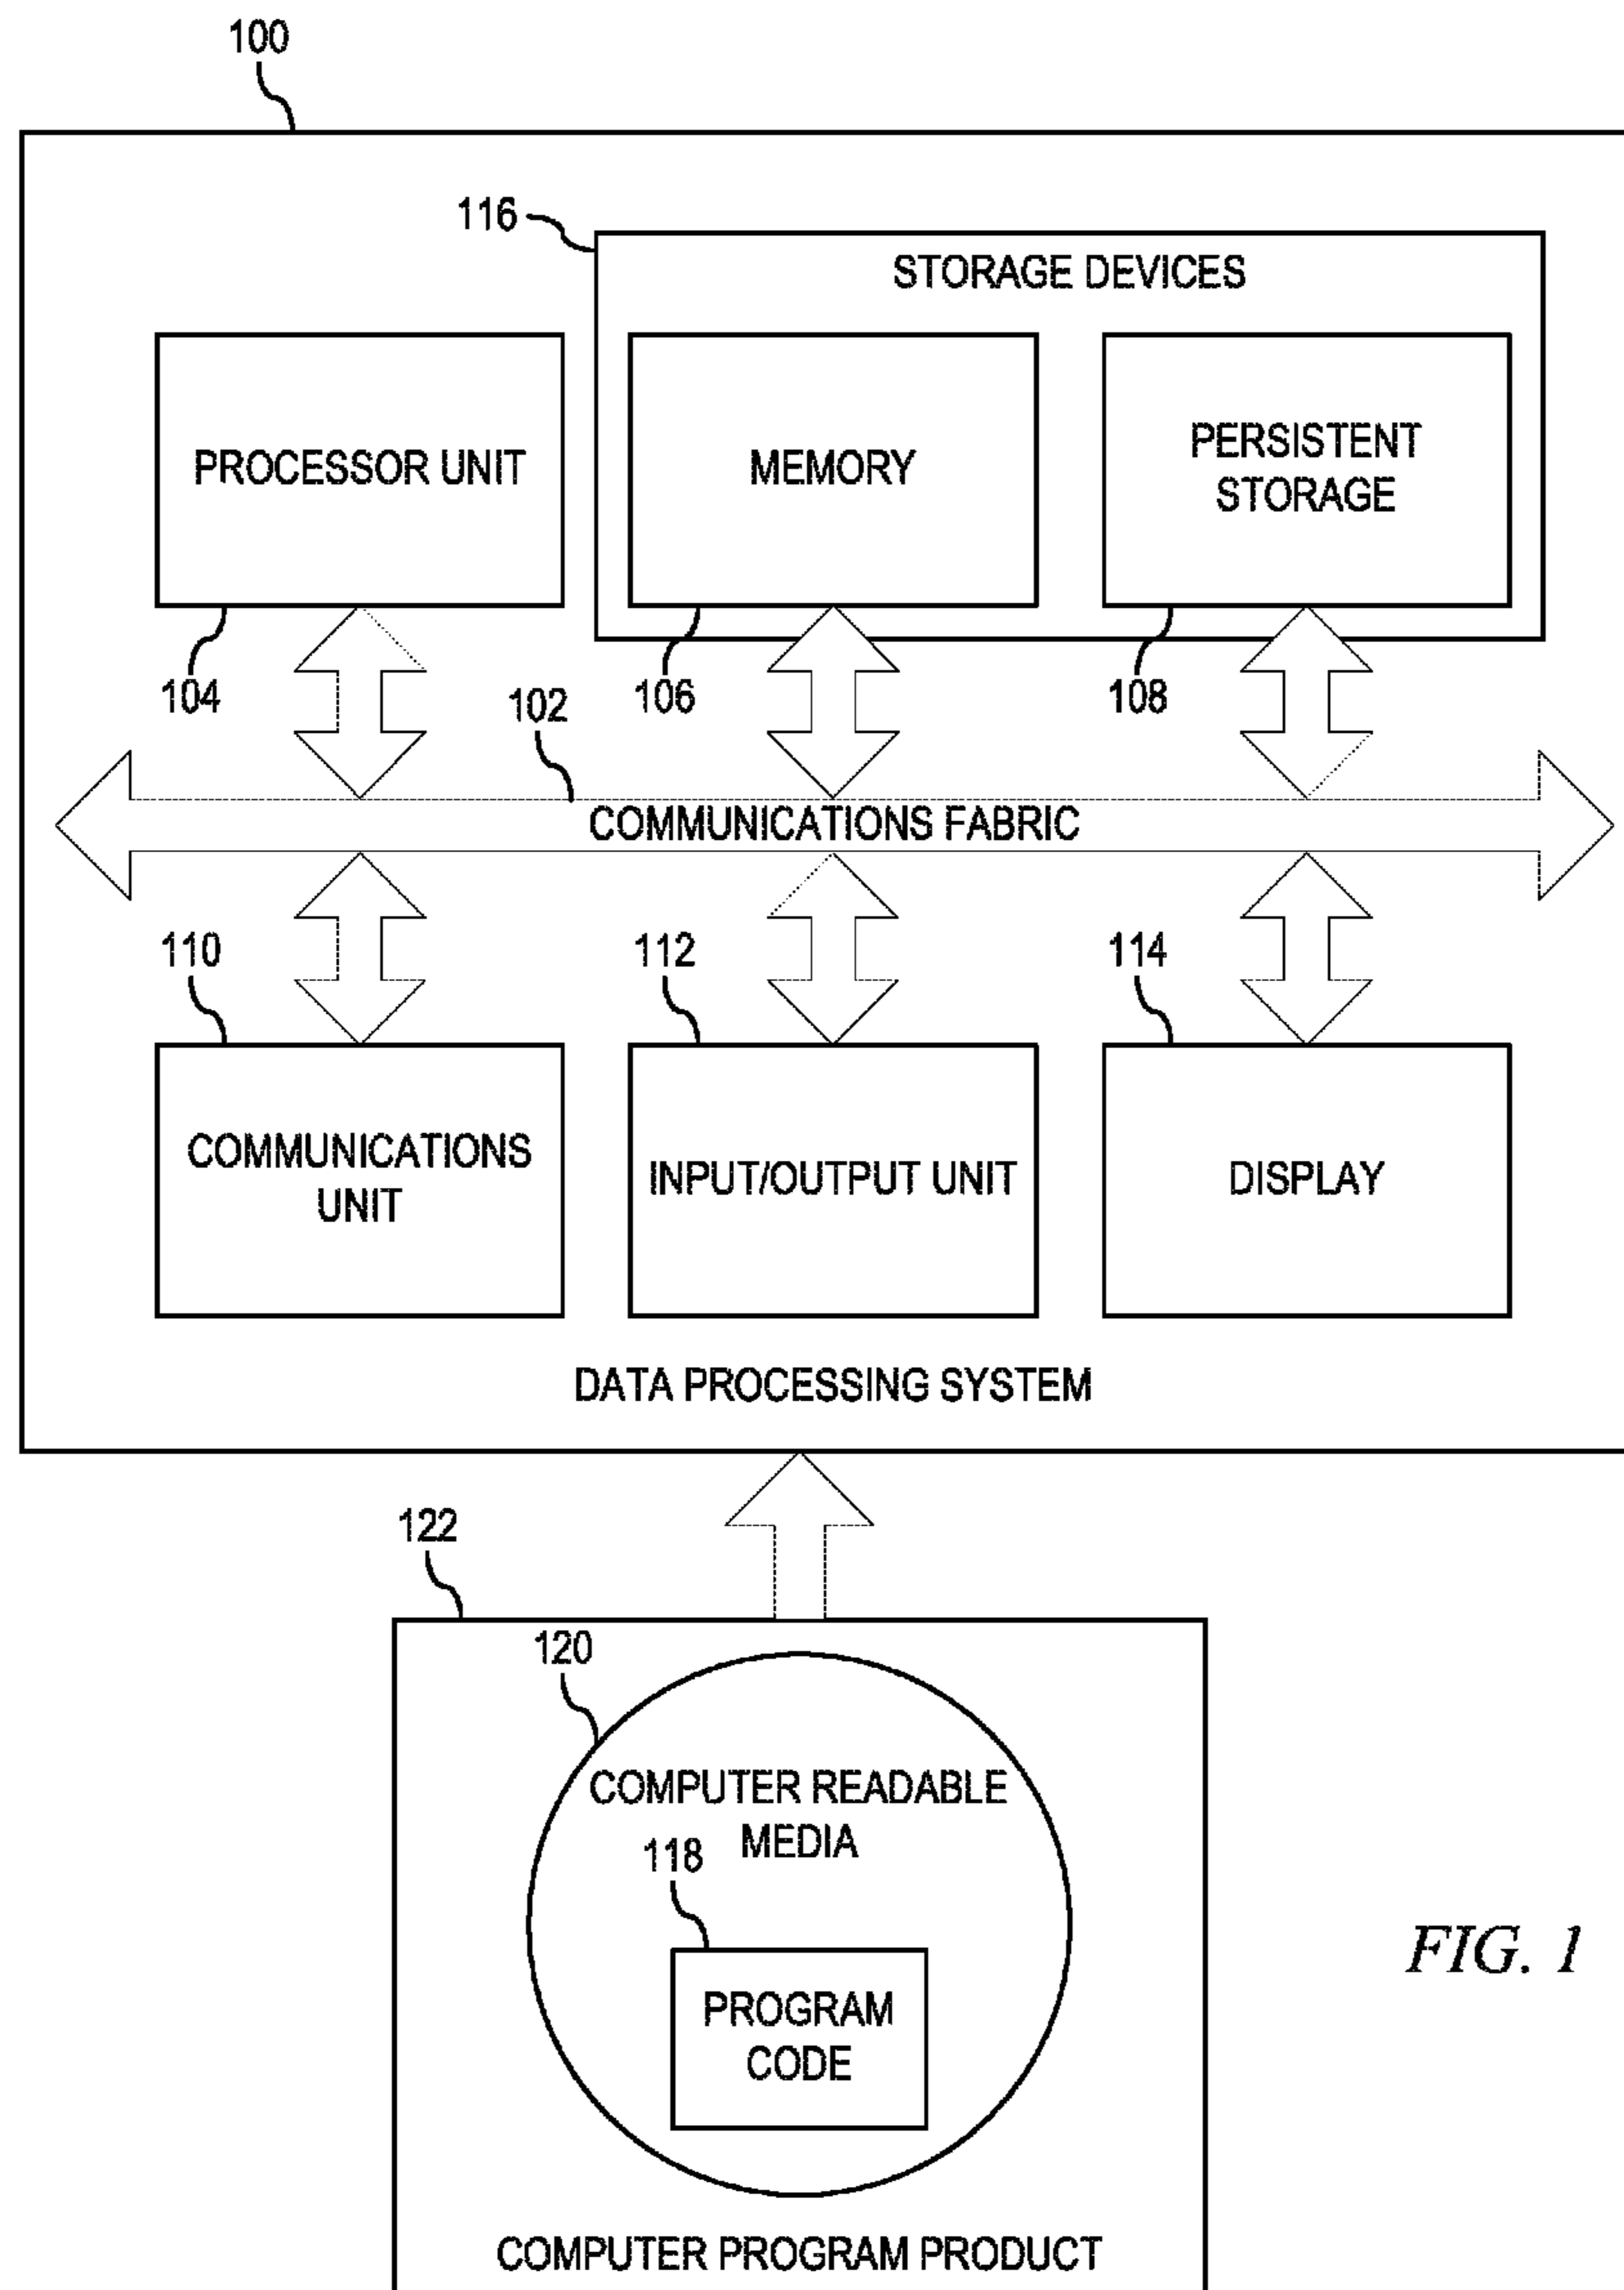 100
116
STORAGE DEVICES
PROCESSOR UNIT
MEMORY
PERSISTENT
STORAGE
104
106
108
102
COMMUNICATIONS FABRIC
110
112
114
COMMUNICATIONS
UNIT
INPUT/OUTPUT UNIT
DISPLAY
DATA PROCESSING SYSTEM
122
120
COMPUTER READABLE
MEDIA
118
PROGRAM
CODE
FIG. 1
COMPUTER PROGRAM PRODUCT